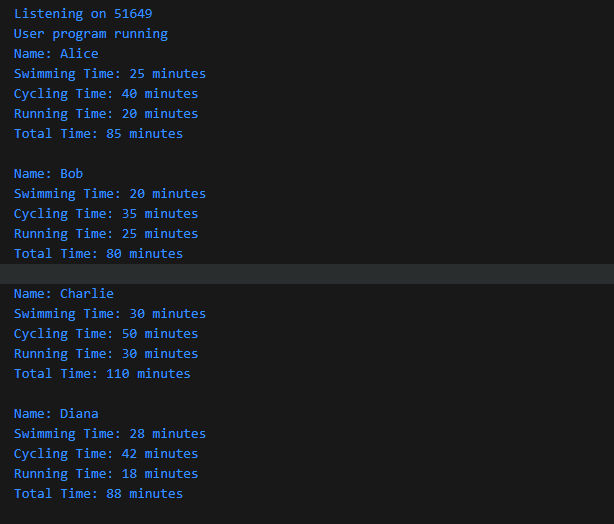 Listening on 51649
User program running
Name: Alice
Swimming Time: 25 minutes
Cycling Time: 40 minutes
Running Time: 20 minutes
Total Time: 85 minutes

Name: Bob
Swimming Time: 20 minutes
Cycling Time: 35 minutes
Running Time: 25 minutes
Total Time: 80 minutes

Name: Charlie
Swimming Time: 30 minutes
Cycling Time: 50 minutes
Running Time: 30 minutes
Total Time: 110 minutes

Name: Diana
Swimming Time: 28 minutes
Cycling Time: 42 minutes
Running Time: 18 minutes
Total Time: 88 minutes